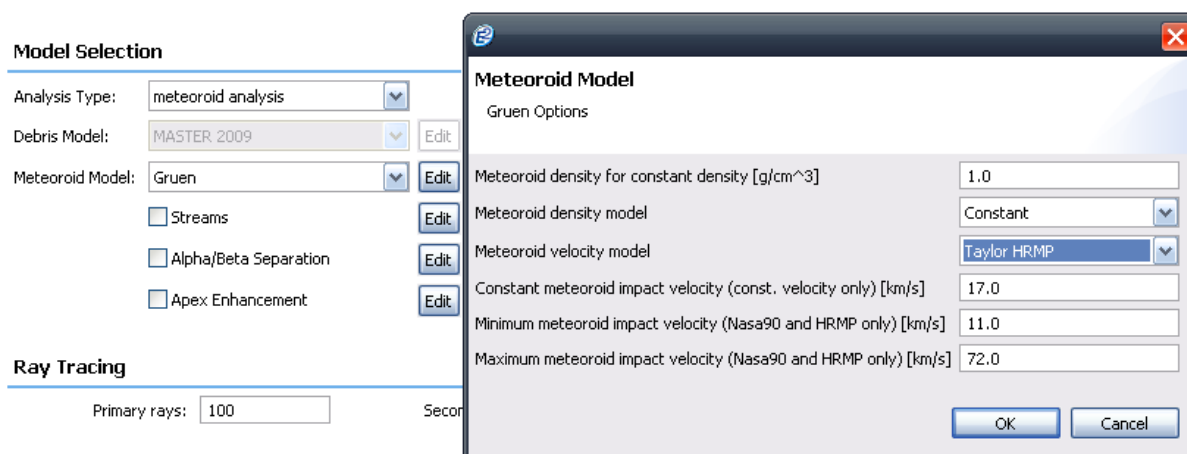 Model Selection
Analysis Type: meteoroid analysis
Debris Model: MASTER 2009 Edit
Meteoroid Model: Gruen Edit
Streams Edit
Alpha/Beta Separation Edit
Apex Enhancement Edit
Ray Tracing
Primary rays: 100 Secon
Meteoroid Model
Gruen Options
Meteoroid density for constant density [g/cm^3] 1.0
Meteoroid density model Constant
Meteoroid velocity model Taylor HRMP
Constant meteoroid impact velocity (const. velocity only) [km/s] 17.0
Minimum meteoroid impact velocity (Nasa90 and HRMP only) [km/s] 11.0
Maximum meteoroid impact velocity (Nasa90 and HRMP only) [km/s] 72.0
OK Cancel